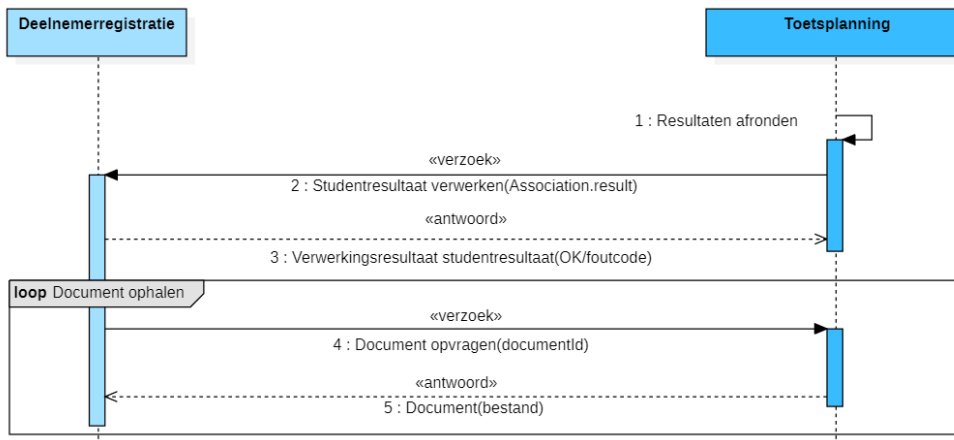 Deelnemerregistratie
Toetsplanning
1 : Resultaten afronden
«verzoek»
2 : Studentresultaat verwerken(Association.result)
«antwoord»
3 : Verwerkingsresultaat studentresultaat(OK/foutcode)
loop Document ophalen
«verzoek»
4 : Document opvragen(documentId)
«antwoord»
5 : Document(bestand)